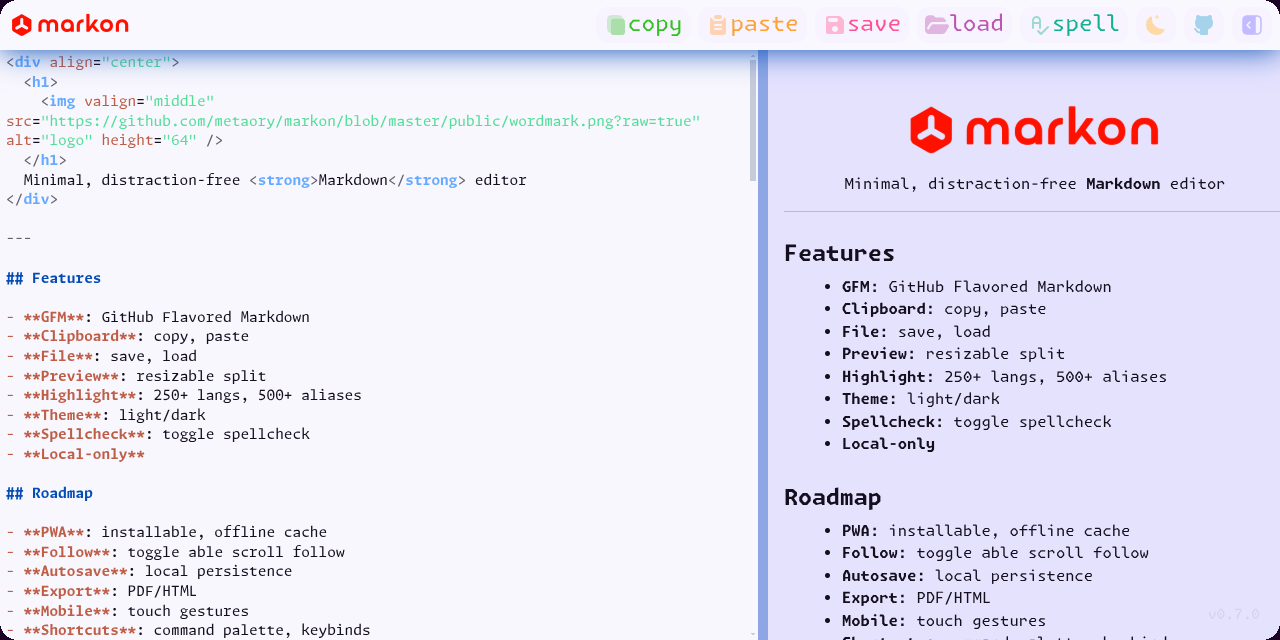 markon
copy paste save load spell
<div align="center">
  <h1>
    <img valign="middle"
src="https://github.com/metaory/markon/blob/master/public/wordmark.png?raw=true"
alt="logo" height="64" />
  </h1>
  Minimal, distraction-free <strong>Markdown</strong> editor
</div>
---
## Features
- **GFM**: GitHub Flavored Markdown
- **Clipboard**: copy, paste
- **File**: save, load
- **Preview**: resizable split
- **Highlight**: 250+ langs, 500+ aliases
- **Theme**: light/dark
- **Spellcheck**: toggle spellcheck
- **Local-only**
## Roadmap
- **PWA**: installable, offline cache
- **Follow**: toggle able scroll follow
- **Autosave**: local persistence
- **Export**: PDF/HTML
- **Mobile**: touch gestures
- **Shortcuts**: command palette, keybinds
markon
Minimal, distraction-free Markdown editor
Features
• GFM: GitHub Flavored Markdown
• Clipboard: copy, paste
• File: save, load
• Preview: resizable split
• Highlight: 250+ langs, 500+ aliases
• Theme: light/dark
• Spellcheck: toggle spellcheck
• Local-only
Roadmap
• PWA: installable, offline cache
• Follow: toggle able scroll follow
• Autosave: local persistence
• Export: PDF/HTML
• Mobile: touch gestures
v0.7.0